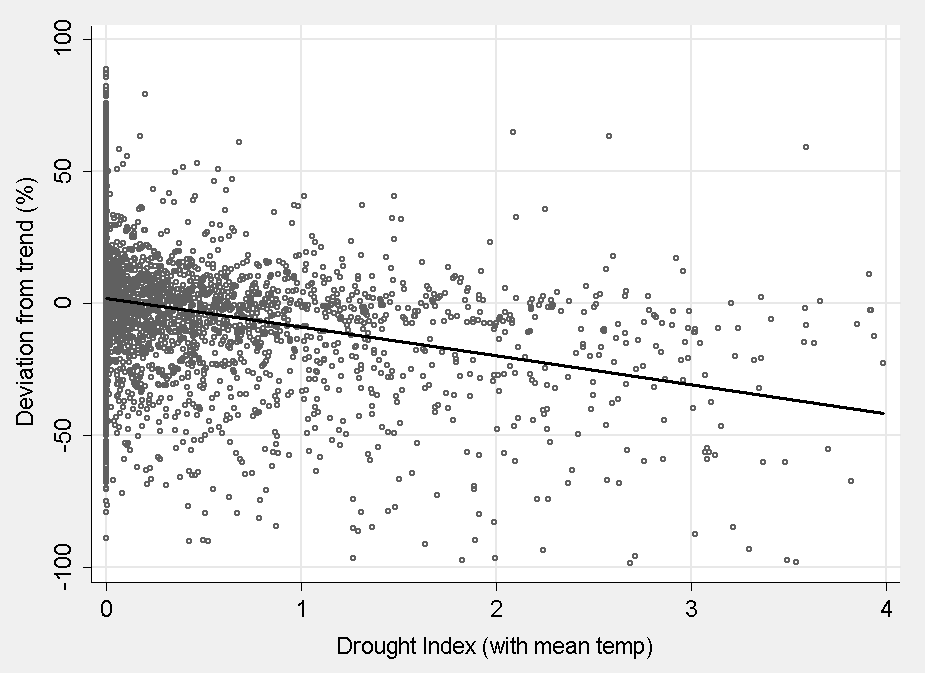 100
50
0
-50
-100
Deviation from trend (%)
0 1 2 3 4
Drought Index (with mean temp)